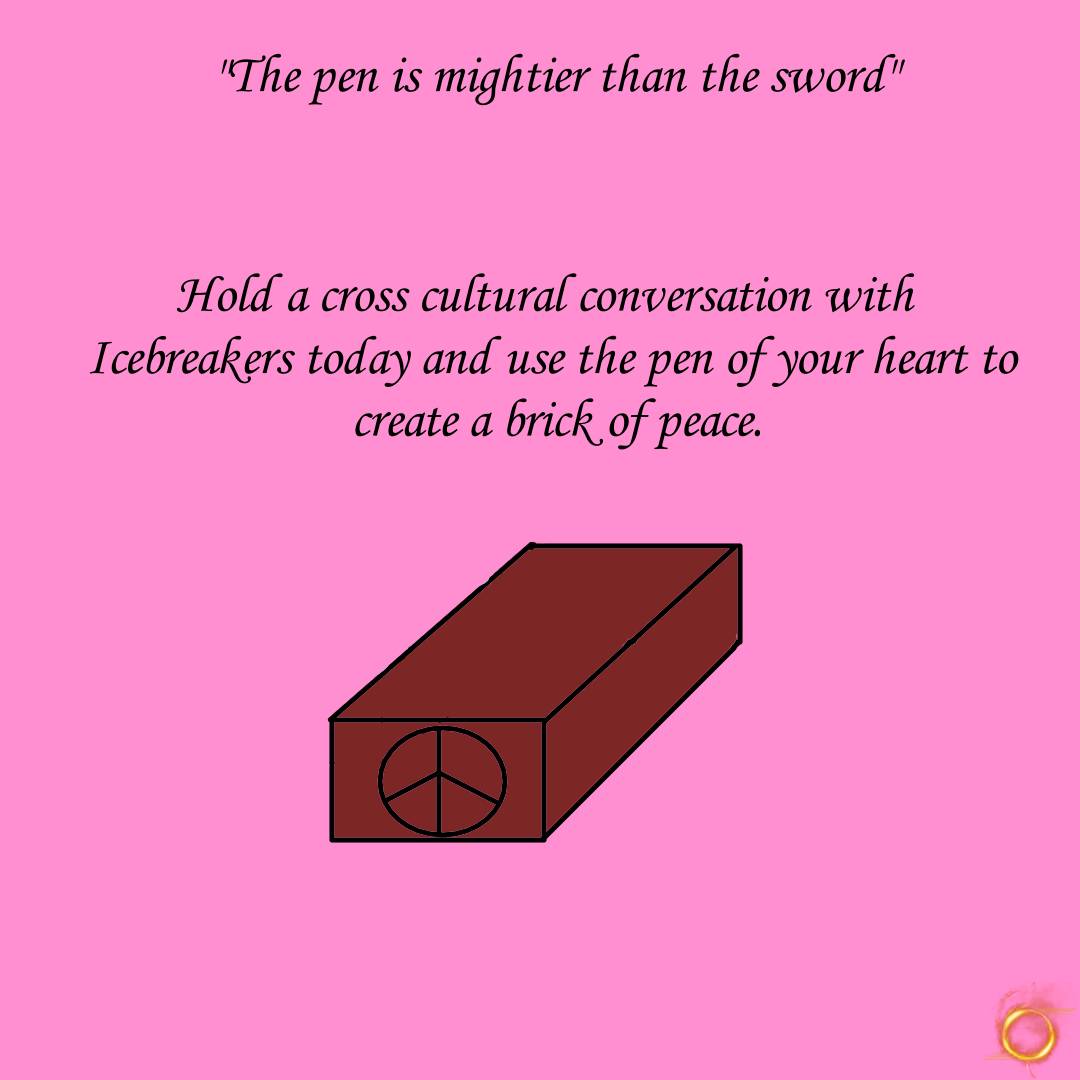 "The pen is mightier than the sword"
Hold a cross cultural conversation with
Icebreakers today and use the pen of your heart to
create a brick of peace.